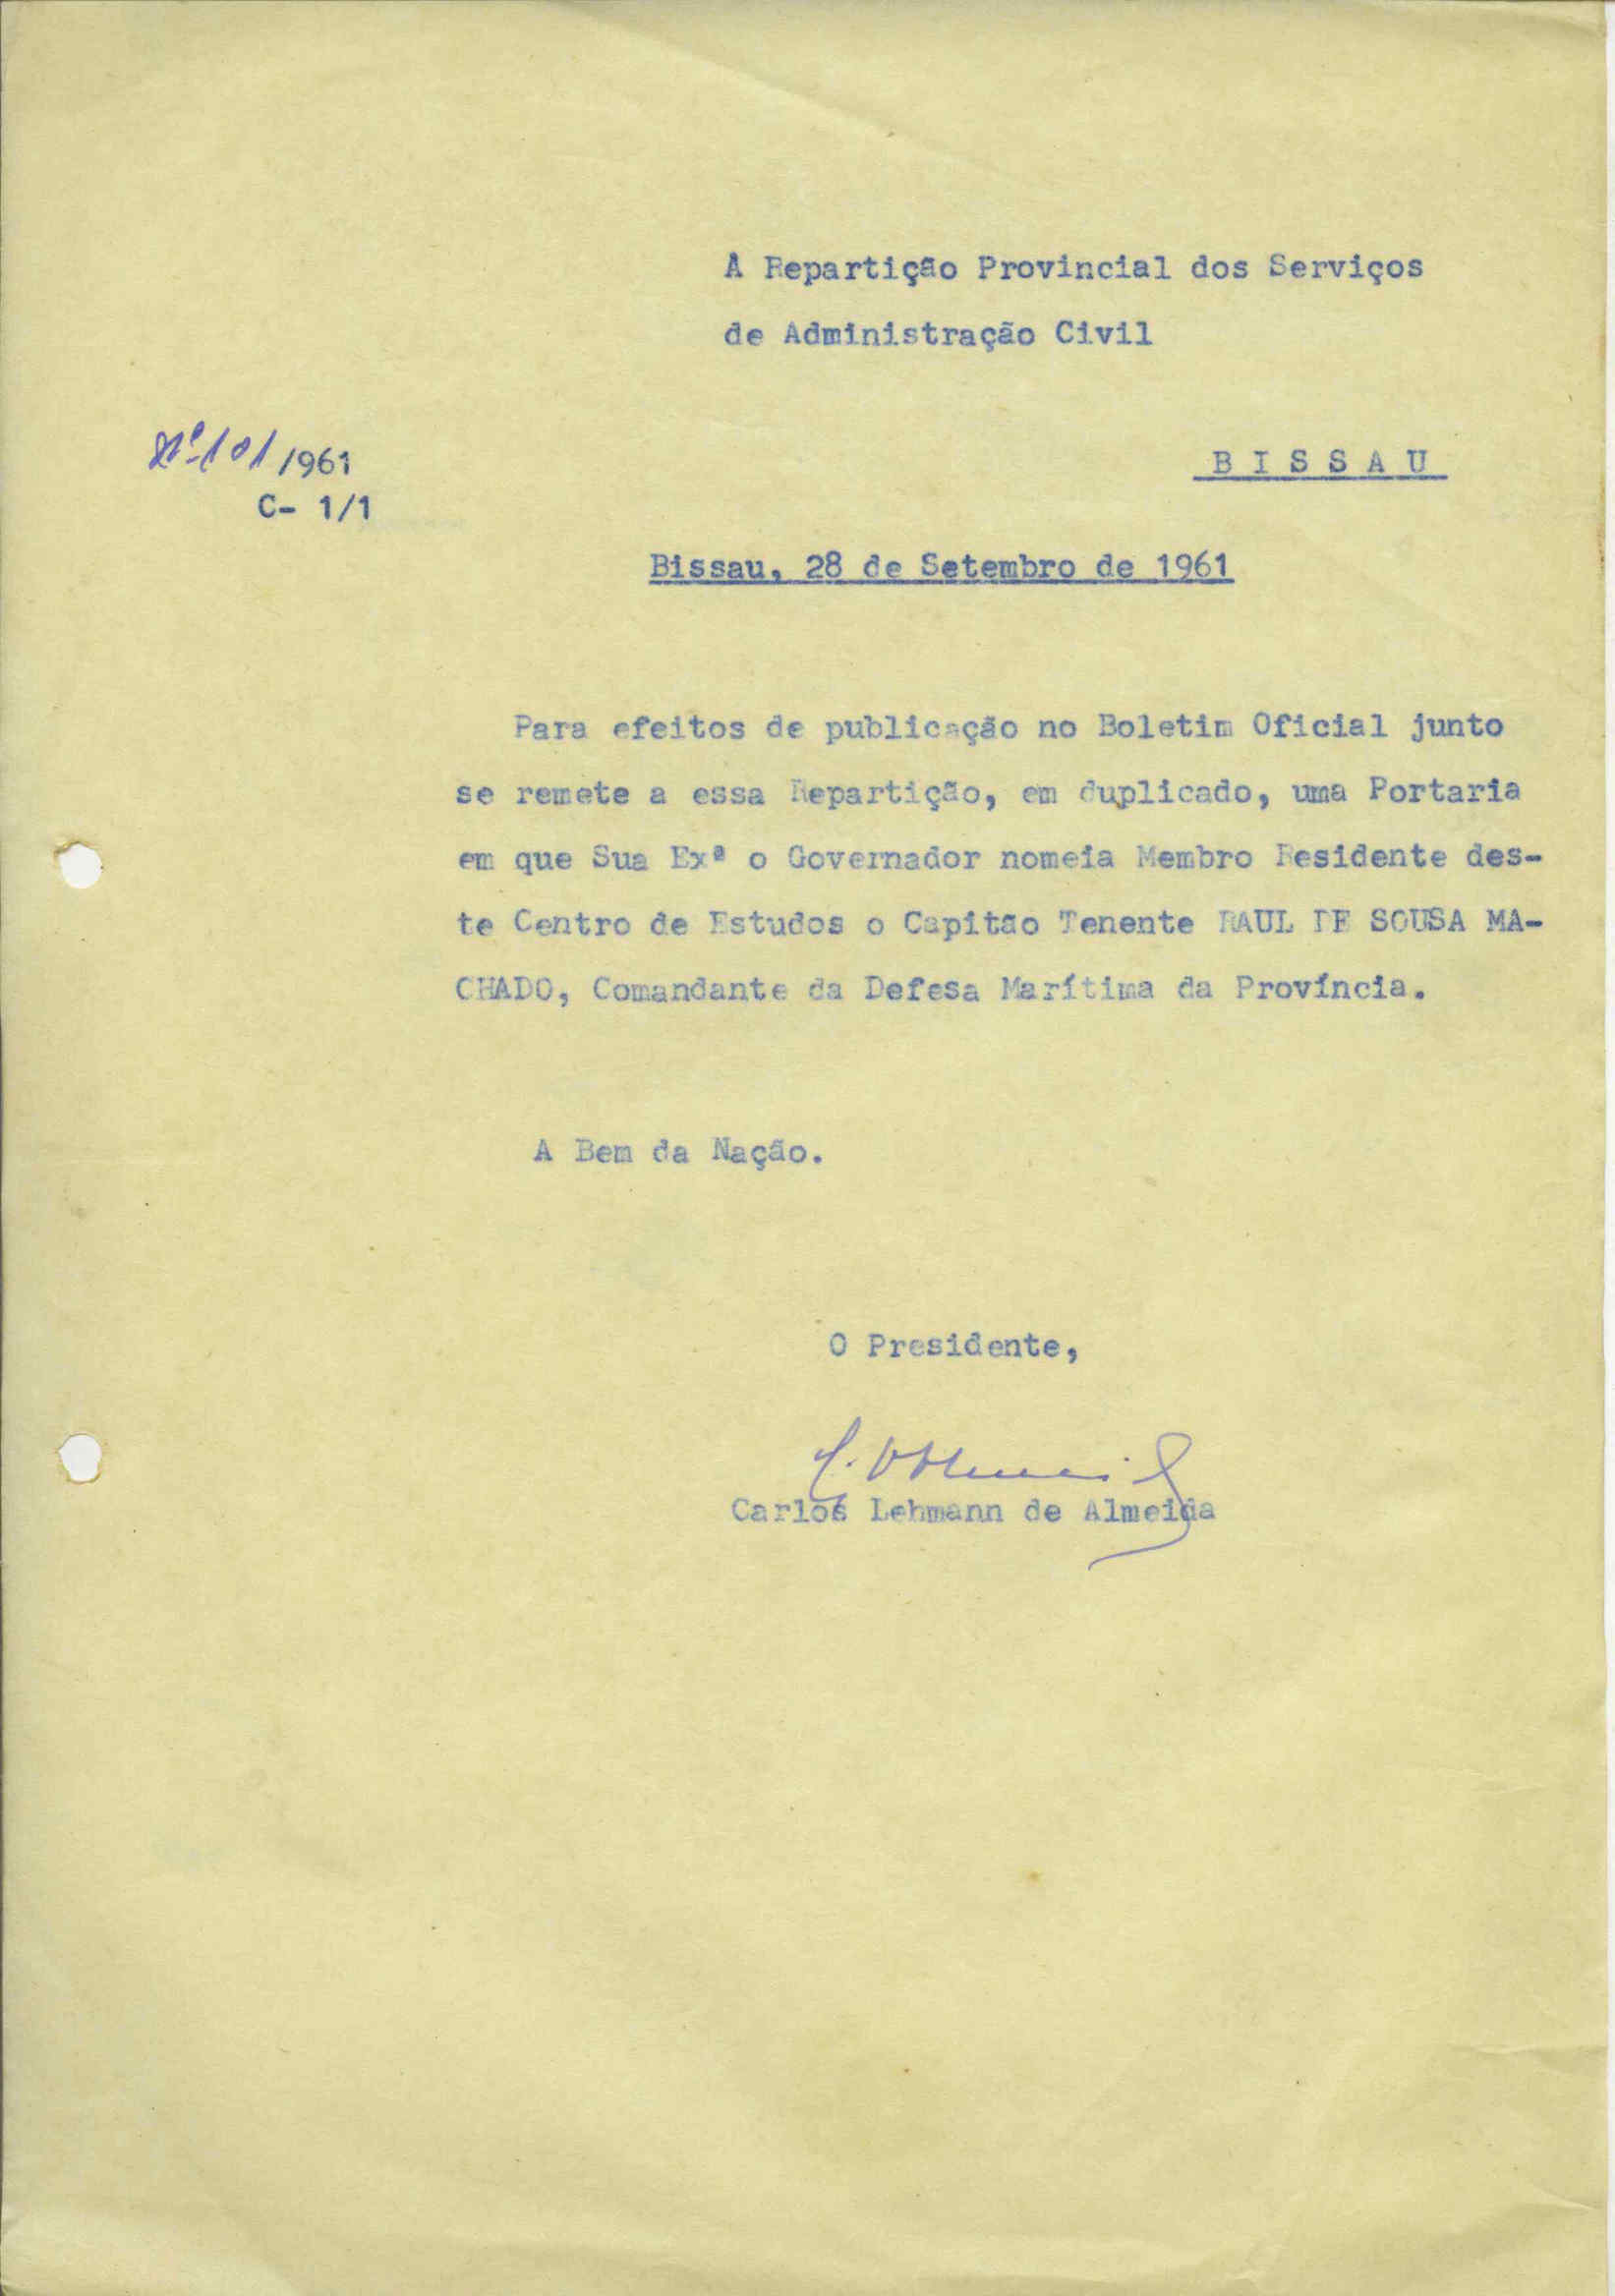 A Repartição Provincial dos Serviços
de Administração Civil
Nº 101/961
C- 1/1
B I S S A U
Bissau, 28 de Setembro de 1961
Para efeitos de publicação no Boletim Oficial junto
se remete a essa Repartição, em duplicado, uma Portaria
em que Sua Exª o Governador nomeia Membro Residente des-
te Centro de Estudos o Capitão Tenente RAUL DE SOUSA MA-
CHADO, Comandante da Defesa Marítima da Província.
A Bem da Nação.
O Presidente,
Carlos Lehmann de Almeida